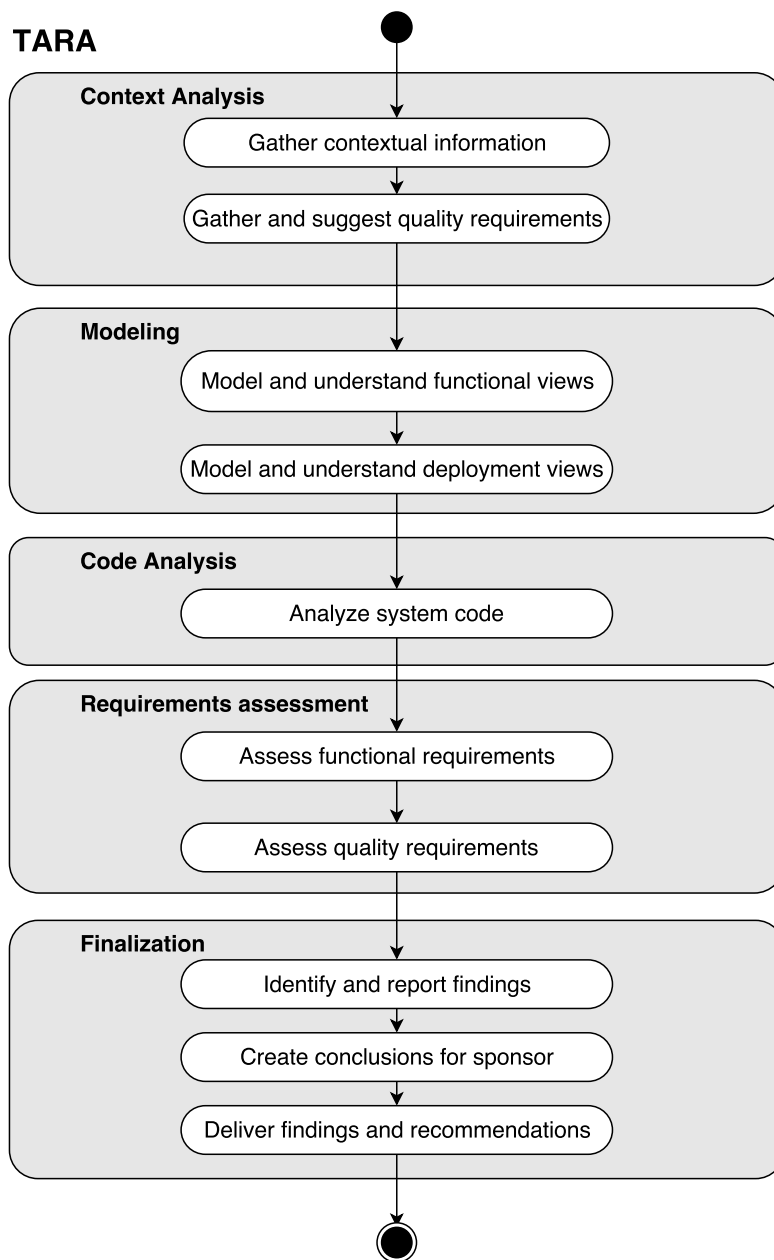 TARA
Context Analysis
Gather contextual information
Gather and suggest quality requirements
Modeling
Model and understand functional views
Model and understand deployment views
Code Analysis
Analyze system code
Requirements assessment
Assess functional requirements
Assess quality requirements
Finalization
Identify and report findings
Create conclusions for sponsor
Deliver findings and recommendations